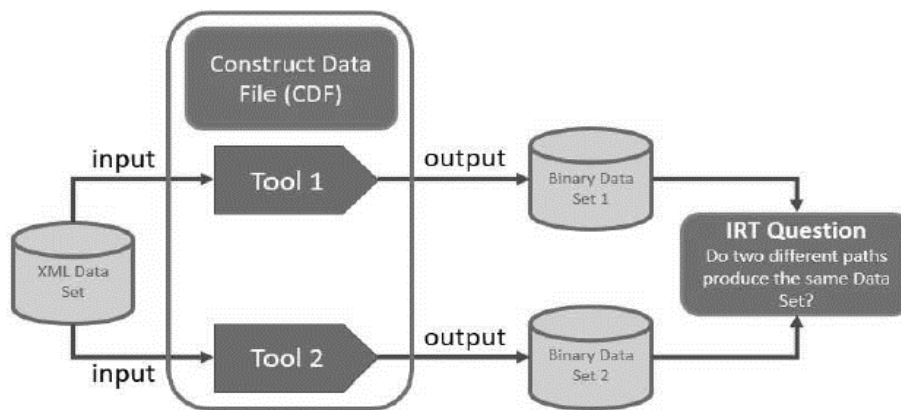 Construct Data
File (CDF)
input
Tool 1
output
Binary Data
Set 1
XML Data
Set
IRT Question
Do two different paths
produce the same Data
Set?
input
Tool 2
output
Binary Data
Set 2